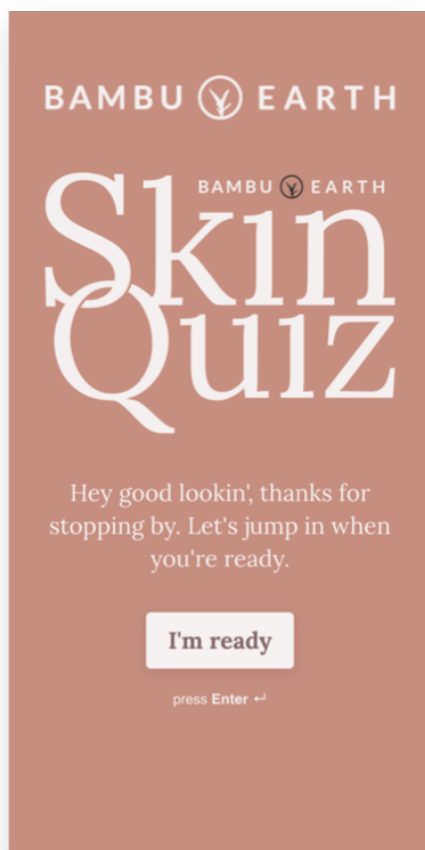 BAMBU EARTH
BAMBU EARTH
Skin
Quiz
Hey good lookin', thanks for
stopping by. Let's jump in when
you're ready.
I'm ready
press Enter ↵